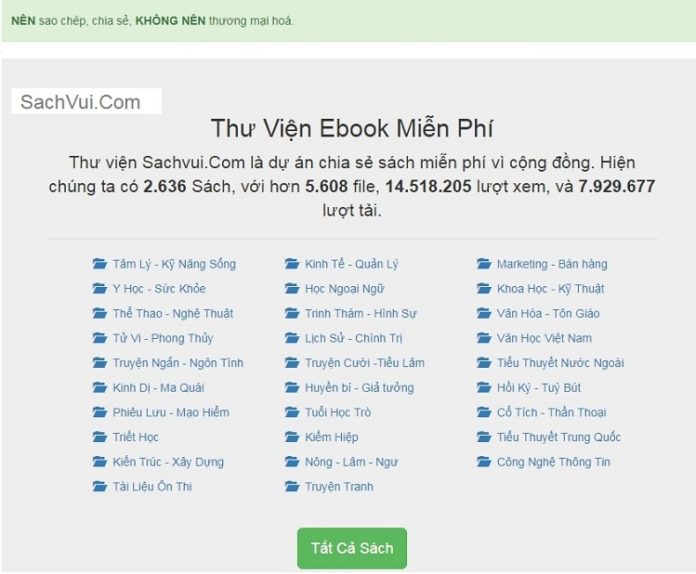 NÊN sao chép, chia sẻ, KHÔNG NÊN thương mại hoá.
SachVui.Com
Thư Viện Ebook Miễn Phí
Thư viện Sachvui.Com là dự án chia sẻ sách miễn phí vì cộng đồng. Hiện
chúng ta có 2.636 Sách, với hơn 5.608 file, 14.518.205 lượt xem, và 7.929.677
lượt tải.
Tâm Lý - Kỹ Năng Sống Kinh Tế - Quản Lý Marketing - Bán hàng
Y Học - Sức Khỏe Học Ngoại Ngữ Khoa Học - Kỹ Thuật
Thể Thao - Nghệ Thuật Trinh Thám - Hình Sự Văn Hóa - Tôn Giáo
Tử Vi - Phong Thủy Lịch Sử - Chính Trị Văn Học Việt Nam
Truyện Ngắn - Ngôn Tình Truyện Cười -Tiếu Lâm Tiểu Thuyết Nước Ngoài
Kinh Dị - Ma Quái Huyền bí - Giả tưởng Hồi Ký - Tuỳ Bút
Phiêu Lưu - Mạo Hiểm Tuổi Học Trò Cổ Tích - Thần Thoại
Triết Học Kiếm Hiệp Tiểu Thuyết Trung Quốc
Kiến Trúc - Xây Dựng Nông - Lâm - Ngư Công Nghệ Thông Tin
Tài Liệu Ôn Thi Truyện Tranh
Tất Cả Sách